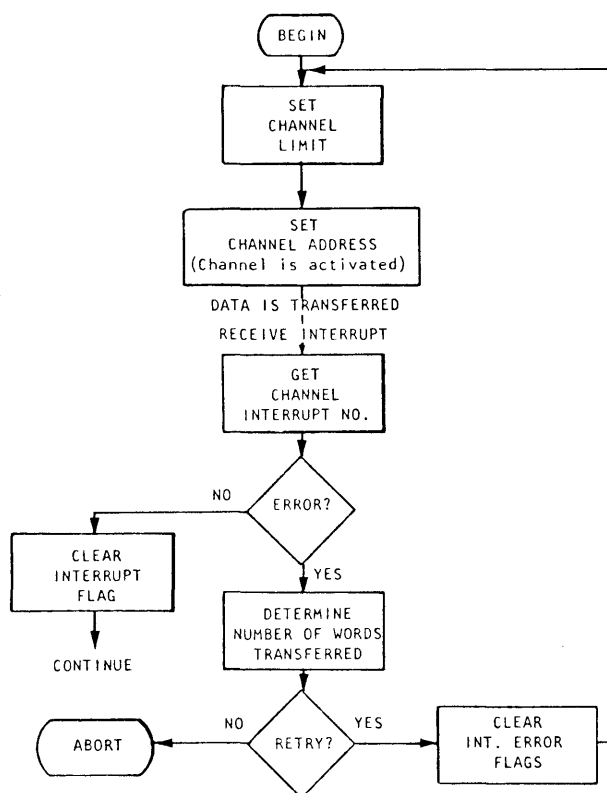 BEGIN
SET
CHANNEL
LIMIT
SET
CHANNEL ADDRESS
(Channel is activated)
DATA IS TRANSFERRED
RECEIVE INTERRUPT
GET
CHANNEL
INTERRUPT NO.
NO
ERROR?
CLEAR
INTERRUPT
FLAG
YES
CONTINUE
DETERMINE
NUMBER OF WORDS
TRANSFERRED
NO
YES
ABORT
RETRY?
CLEAR
INT. ERROR
FLAGS